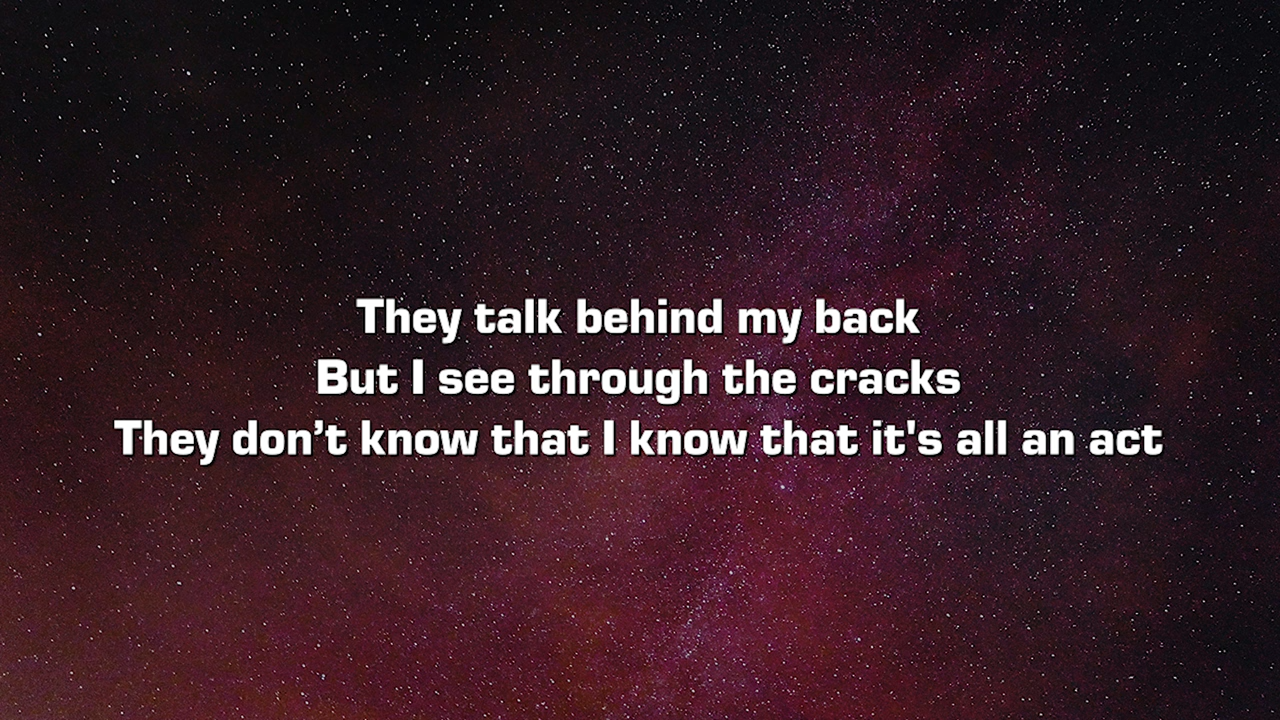 They talk behind my back
But I see through the cracks
They don’t know that I know that it's all an act